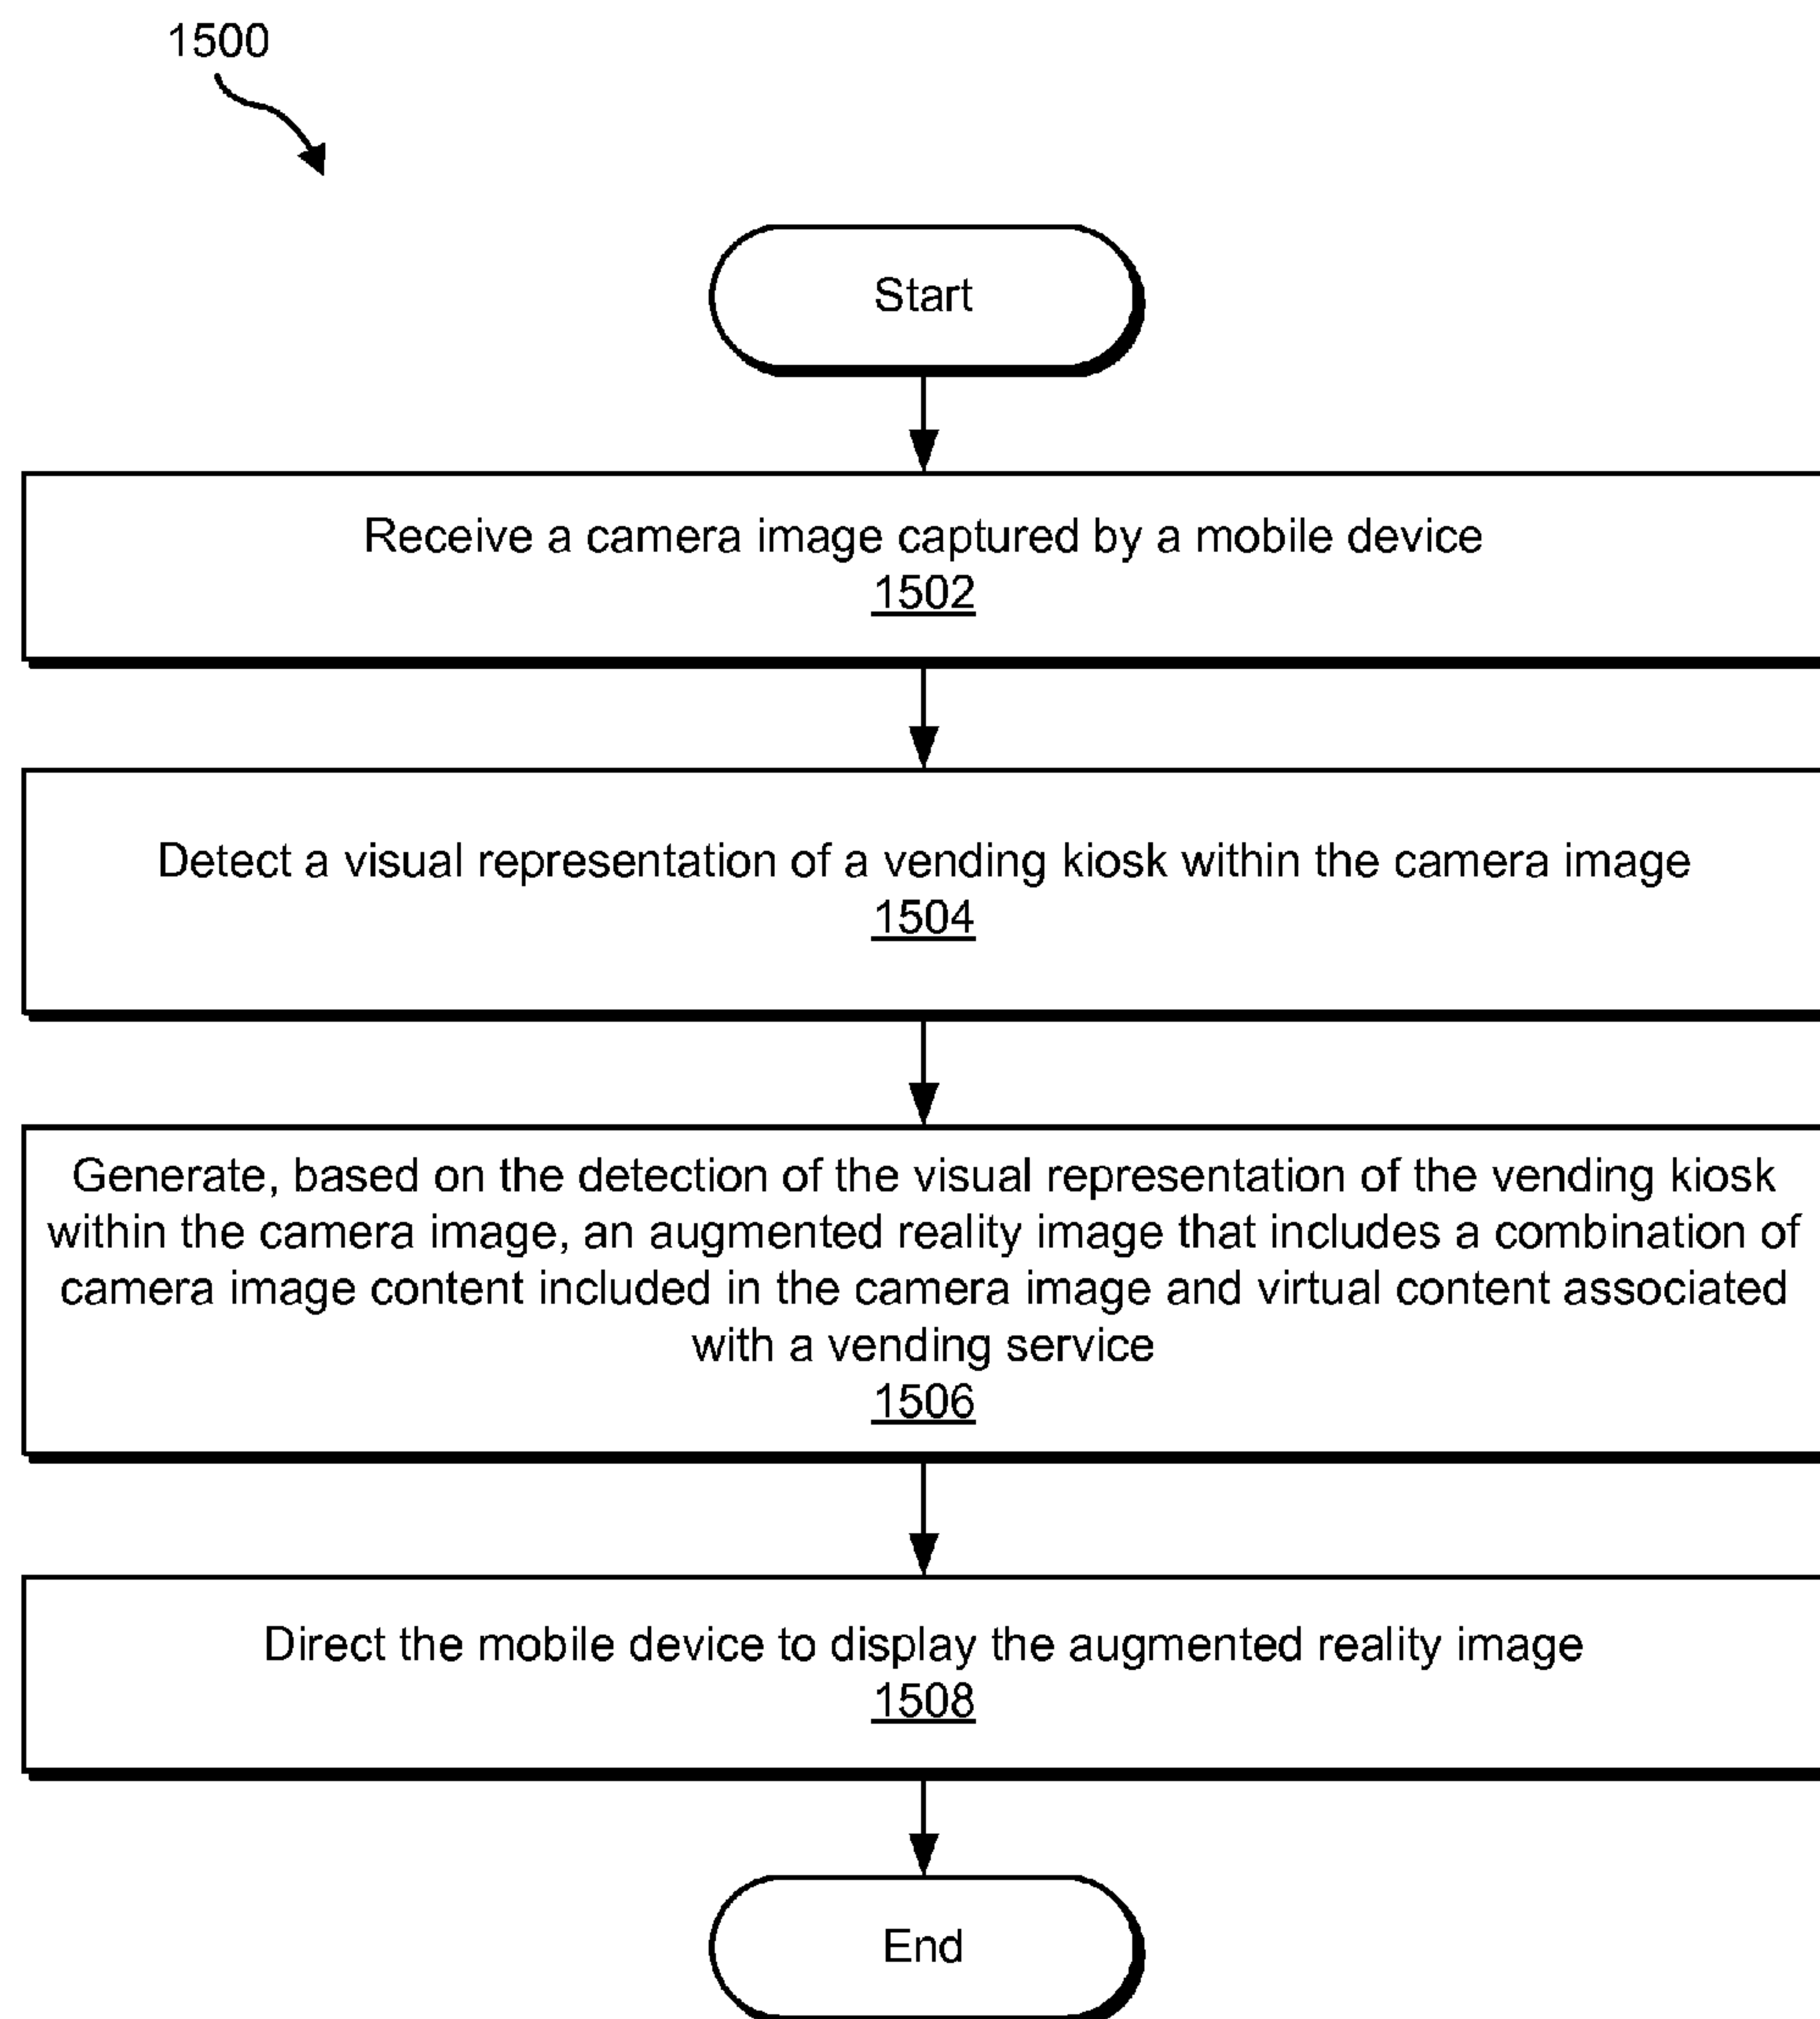 1500
Start
Receive a camera image captured by a mobile device
1502
Detect a visual representation of a vending kiosk within the camera image
1504
Generate, based on the detection of the visual representation of the vending kiosk
within the camera image, an augmented reality image that includes a combination of
camera image content included in the camera image and virtual content associated
with a vending service
1506
Direct the mobile device to display the augmented reality image
1508
End